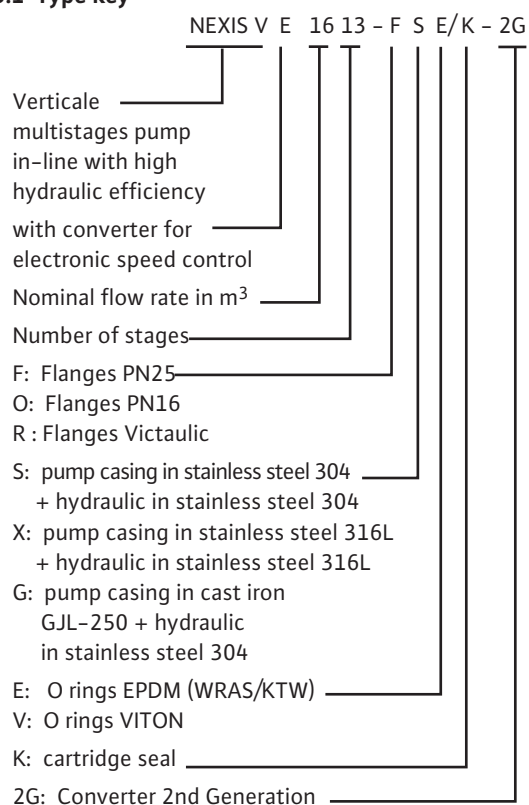 NEXIS V E 16 13 – F S E/K – 2G
Verticale
multistages pump
in–line with high
hydraulic efficiency
with converter for
electronic speed control
Nominal flow rate in m3
Number of stages
F: Flanges PN25
O: Flanges PN16
R : Flanges Victaulic
S: pump casing in stainless steel 304
+ hydraulic in stainless steel 304
X: pump casing in stainless steel 316L
+ hydraulic in stainless steel 316L
G: pump casing in cast iron
GJL–250 + hydraulic
in stainless steel 304
E: O rings EPDM (WRAS/KTW)
V: O rings VITON
K: cartridge seal
2G: Converter 2nd Generation